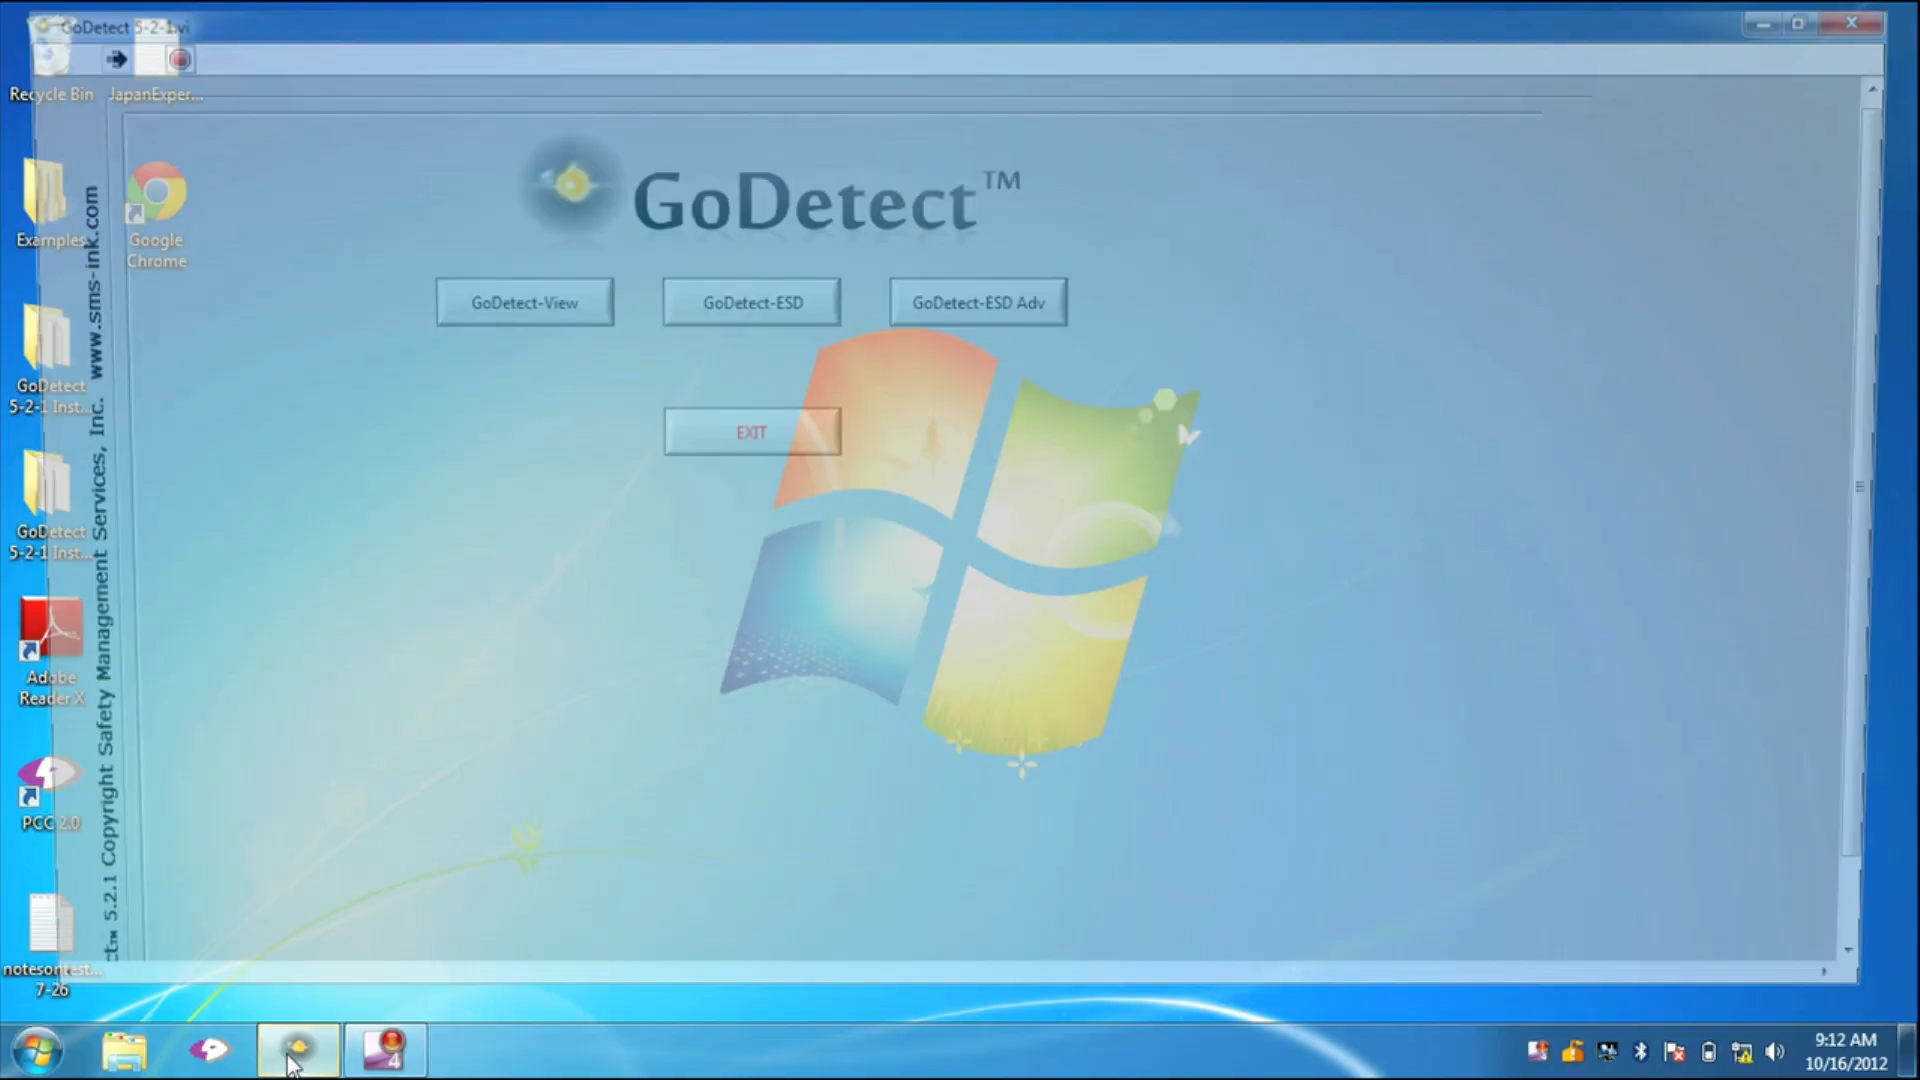 GoDetect 5-2-1.vi
Recycle Bin
JapanExper...
Examples
Google
Chrome
GoDetect
5-2-1 Inst...
GoDetect
5-2-1 Inst...
Adobe
Reader X
PCC 2.0
notesontest...
7-26
ct™ 5.2.1 Copyright Safety Management Services, Inc. www.sms-ink.com
GoDetect™
GoDetect-View
GoDetect-ESD
GoDetect-ESD Adv
EXIT
4
9:12 AM
10/16/2012